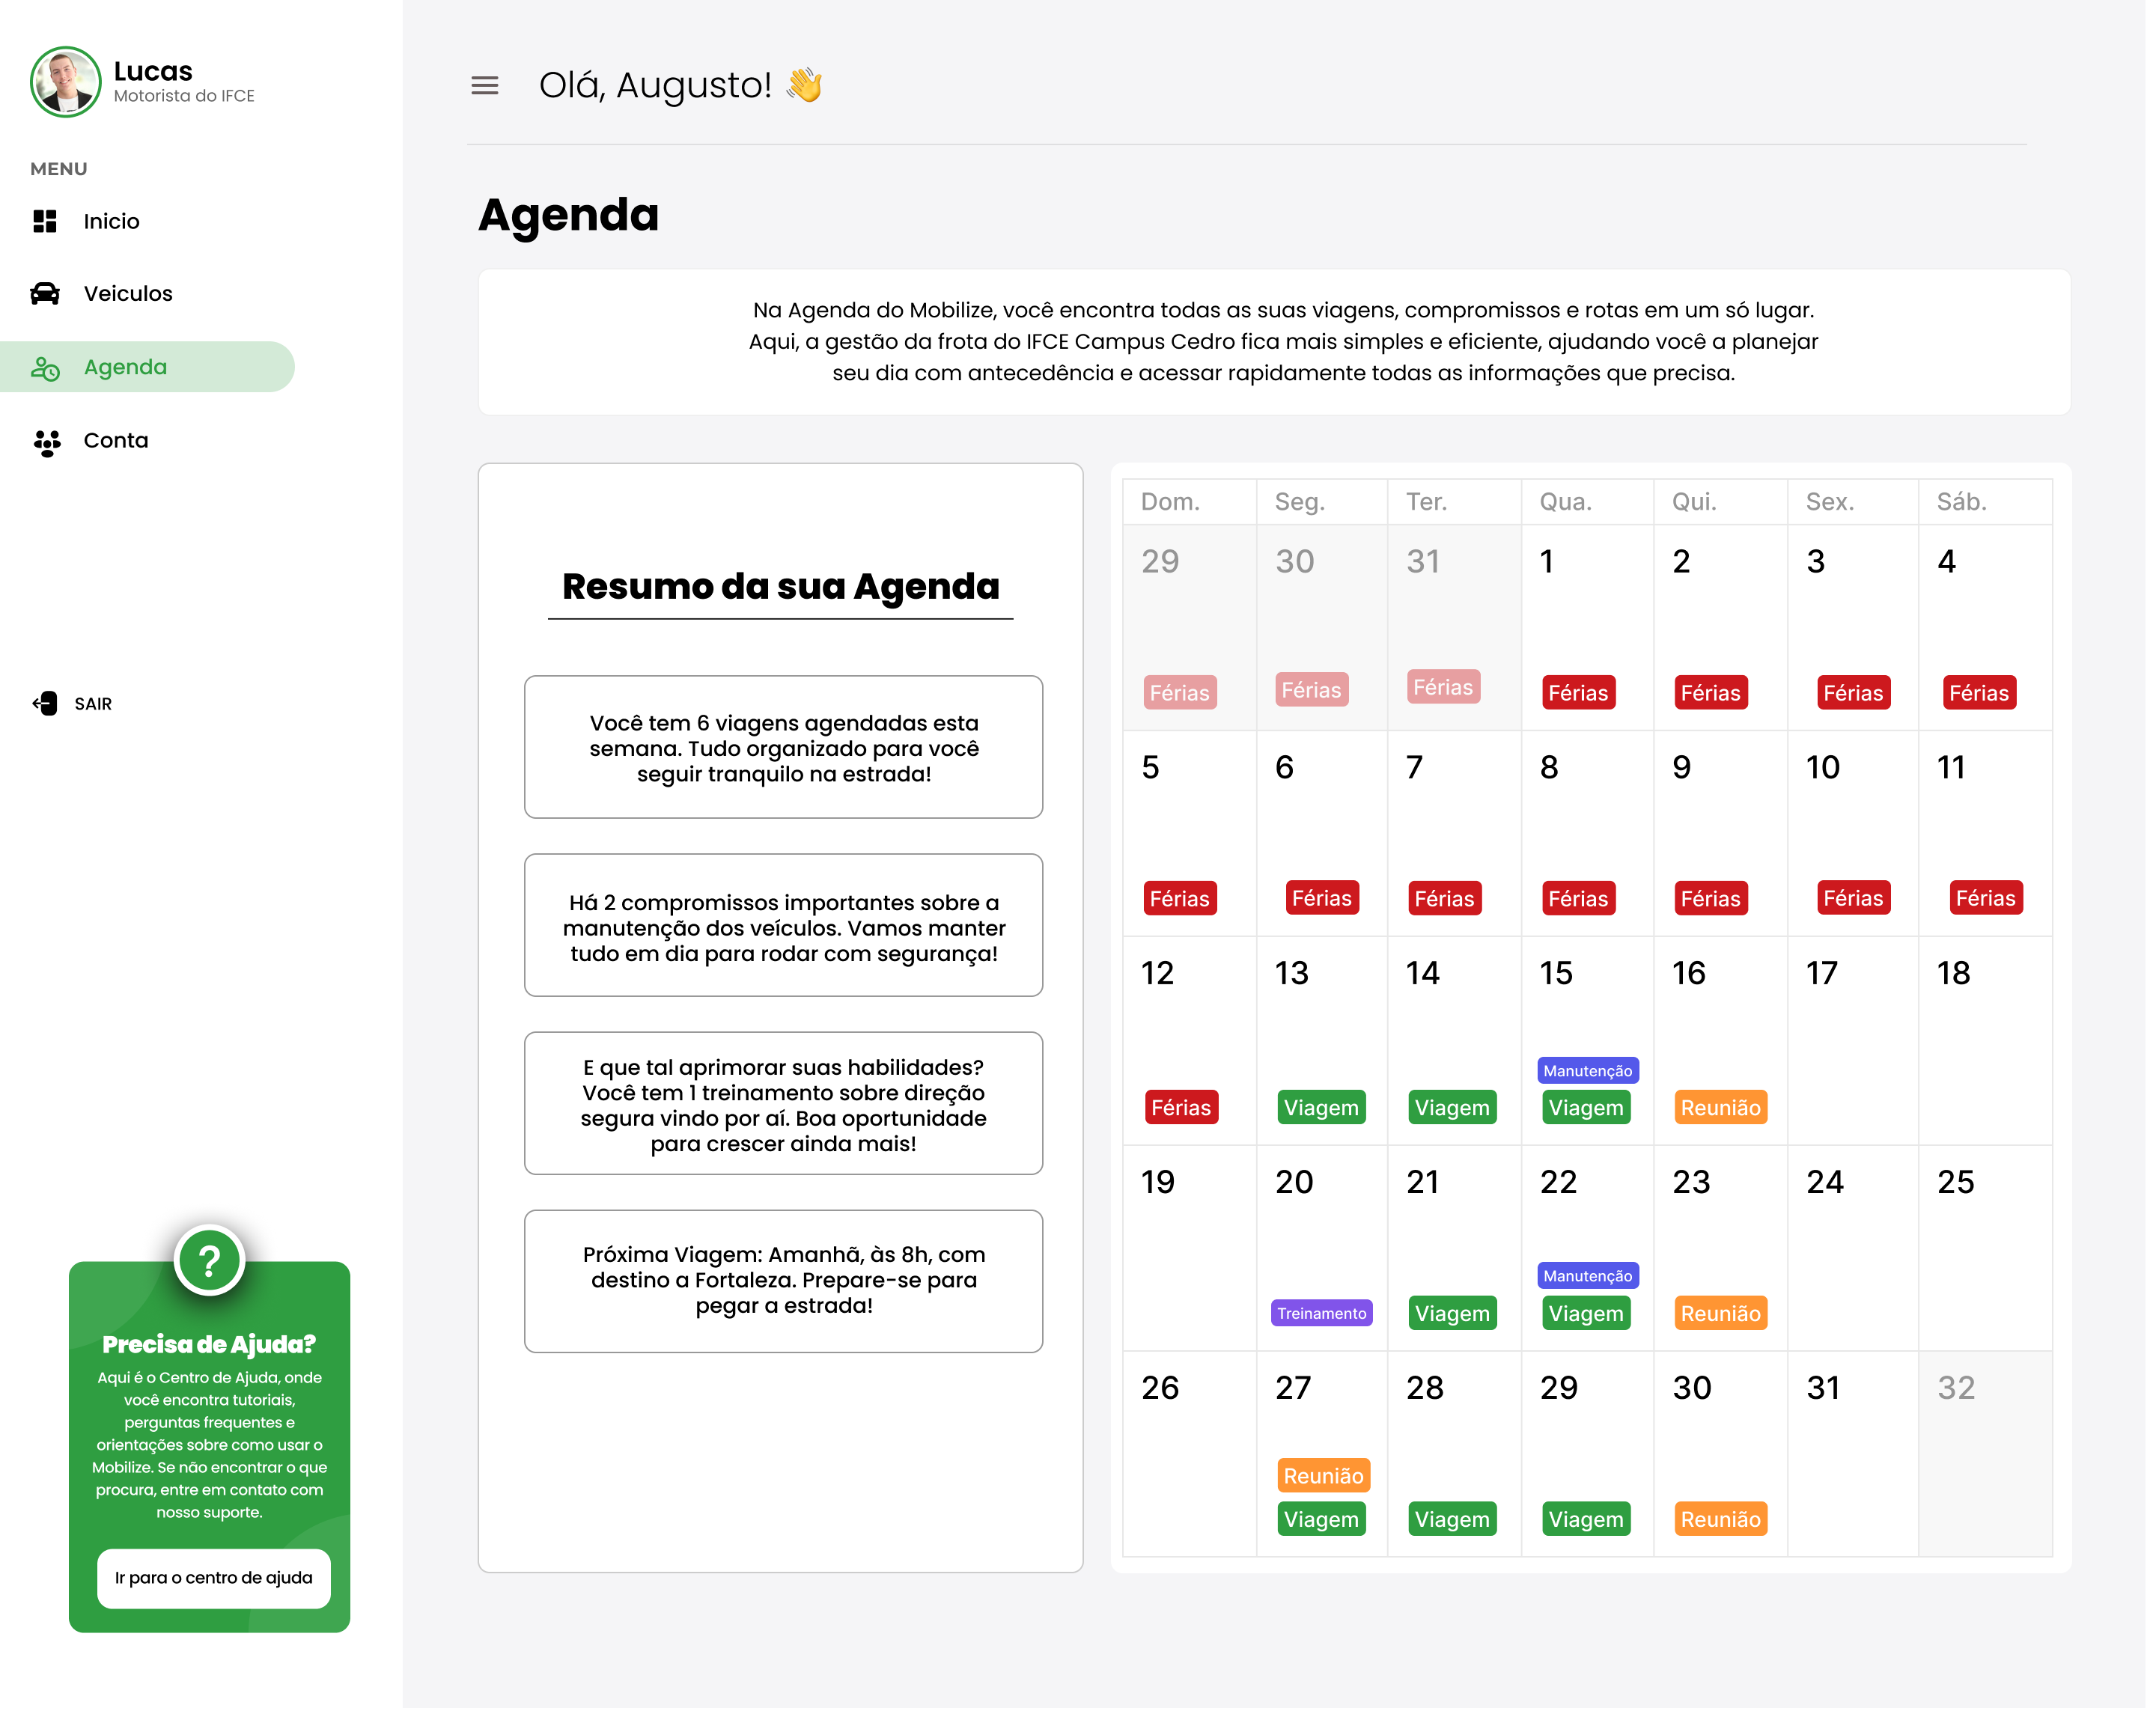 Lucas
Motorista do IFCE
MENU
Inicio
Veiculos
Agenda
Conta
SAIR
?
Precisa de Ajuda?
Aqui é o Centro de Ajuda, onde
você encontra tutoriais,
perguntas frequentes e
orientações sobre como usar o
Mobilize. Se não encontrar o que
procura, entre em contato com
nosso suporte.
Ir para o centro de ajuda
Olá, Augusto! 👋
Agenda
Na Agenda do Mobilize, você encontra todas as suas viagens, compromissos e rotas em um só lugar.
Aqui, a gestão da frota do IFCE Campus Cedro fica mais simples e eficiente, ajudando você a planejar
seu dia com antecedência e acessar rapidamente todas as informações que precisa.
Resumo da sua Agenda
Você tem 6 viagens agendadas esta
semana. Tudo organizado para você
seguir tranquilo na estrada!
Há 2 compromissos importantes sobre a
manutenção dos veículos. Vamos manter
tudo em dia para rodar com segurança!
E que tal aprimorar suas habilidades?
Você tem 1 treinamento sobre direção
segura vindo por aí. Boa oportunidade
para crescer ainda mais!
Próxima Viagem: Amanhã, às 8h, com
destino a Fortaleza. Prepare-se para
pegar a estrada!
Dom. Seg. Ter. Qua. Qui. Sex. Sáb.
29 30 31 1 2 3 4
Férias Férias Férias Férias Férias Férias Férias
5 6 7 8 9 10 11
Férias Férias Férias Férias Férias Férias Férias
12 13 14 15 16 17 18
Manutenção
Férias Viagem Viagem Viagem Reunião
19 20 21 22 23 24 25
Manutenção
Treinamento Viagem Viagem Reunião
26 27 28 29 30 31 32
Reunião
Viagem Viagem Viagem Reunião